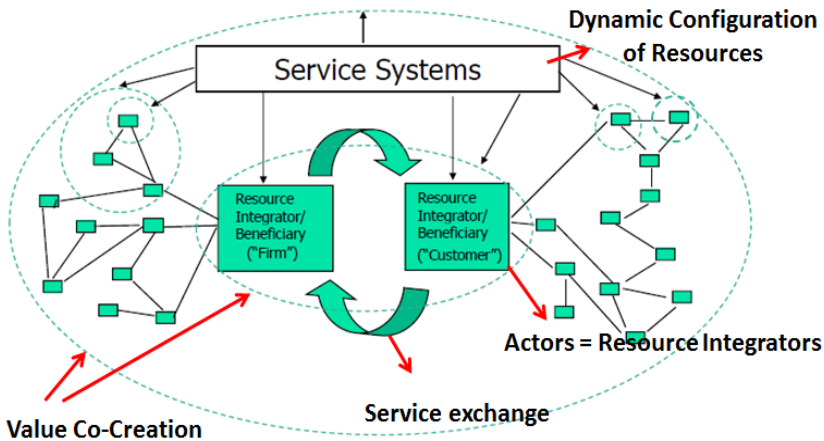 Dynamic Configuration
of Resources
Service Systems
Resource
Integrator/
Beneficiary
("Firm")
Resource
Integrator/
Beneficiary
("Customer")
Actors = Resource Integrators
Service exchange
Value Co-Creation